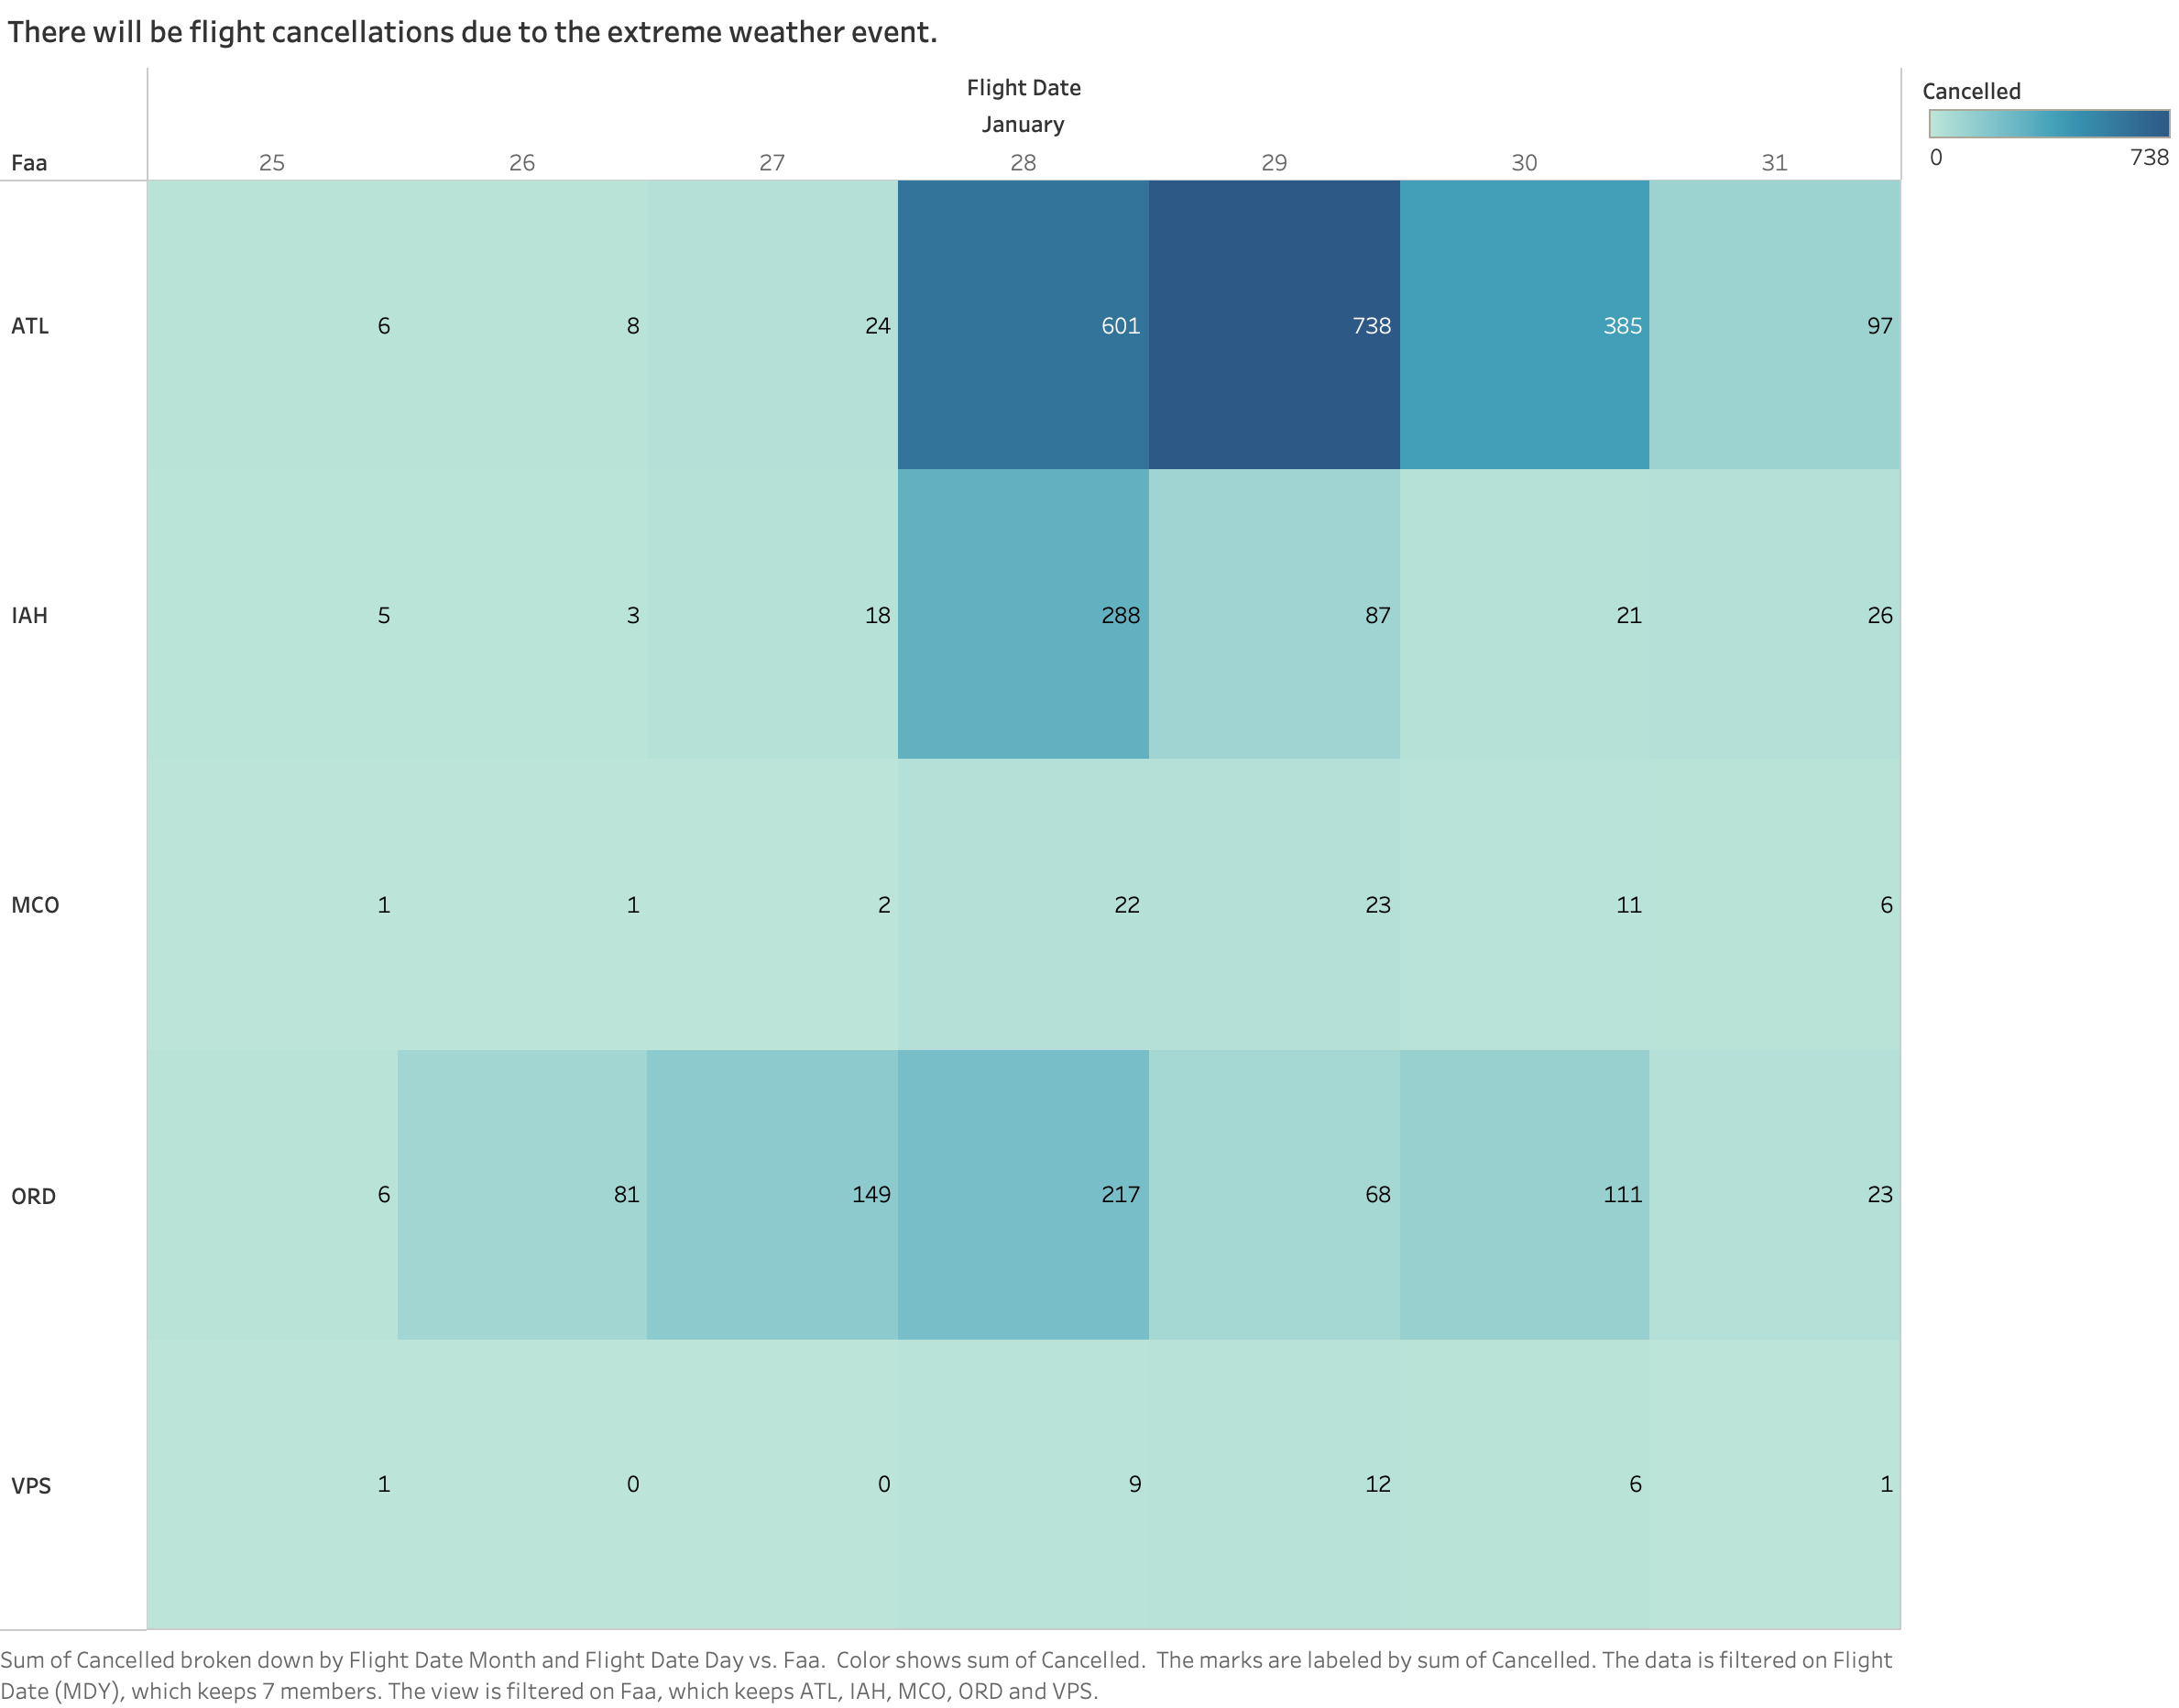 There will be flight cancellations due to the extreme weather event.
Flight Date
January
Faa 25 26 27 28 29 30 31
Cancelled
0 738
ATL 6 8 24 601 738 385 97
IAH 5 3 18 288 87 21 26
MCO 1 1 2 22 23 11 6
ORD 6 81 149 217 68 111 23
VPS 1 0 0 9 12 6 1
Sum of Cancelled broken down by Flight Date Month and Flight Date Day vs. Faa.  Color shows sum of Cancelled.  The marks are labeled by sum of Cancelled. The data is filtered on Flight
Date (MDY), which keeps 7 members. The view is filtered on Faa, which keeps ATL, IAH, MCO, ORD and VPS.